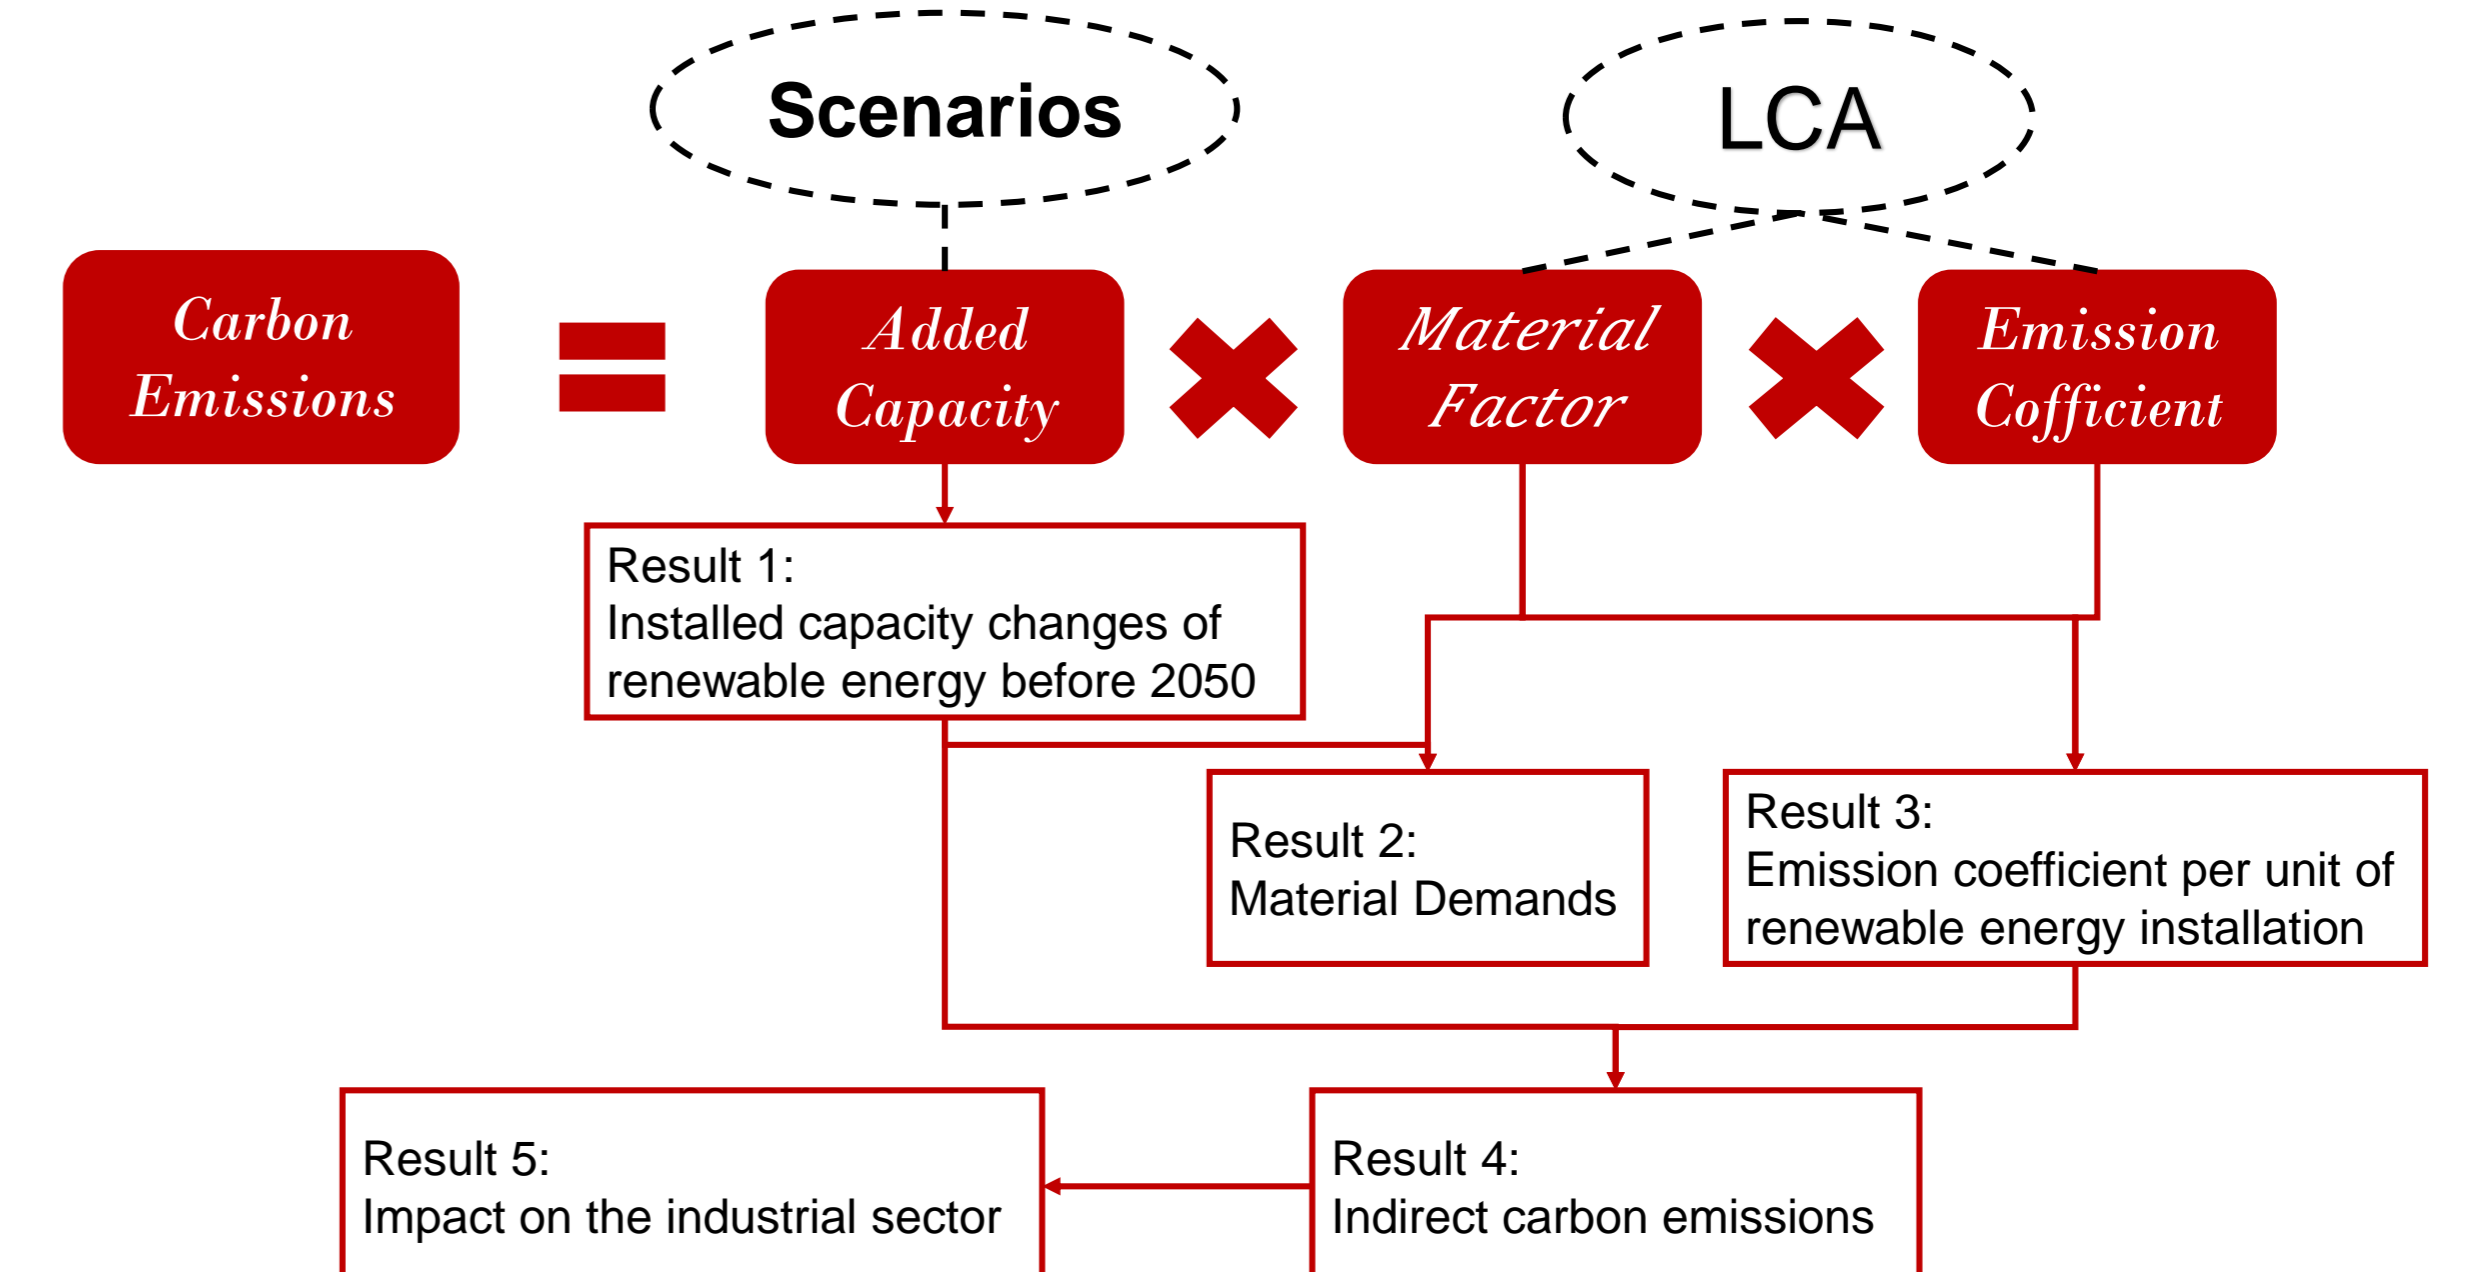 Scenarios
LCA
Carbon
Emissions
Added
Capacity
Material
Factor
Emission
Cofficient
Result 1:
Installed capacity changes of
renewable energy before 2050
Result 2:
Material Demands
Result 3:
Emission coefficient per unit of
renewable energy installation
Result 5:
Impact on the industrial sector
Result 4:
Indirect carbon emissions